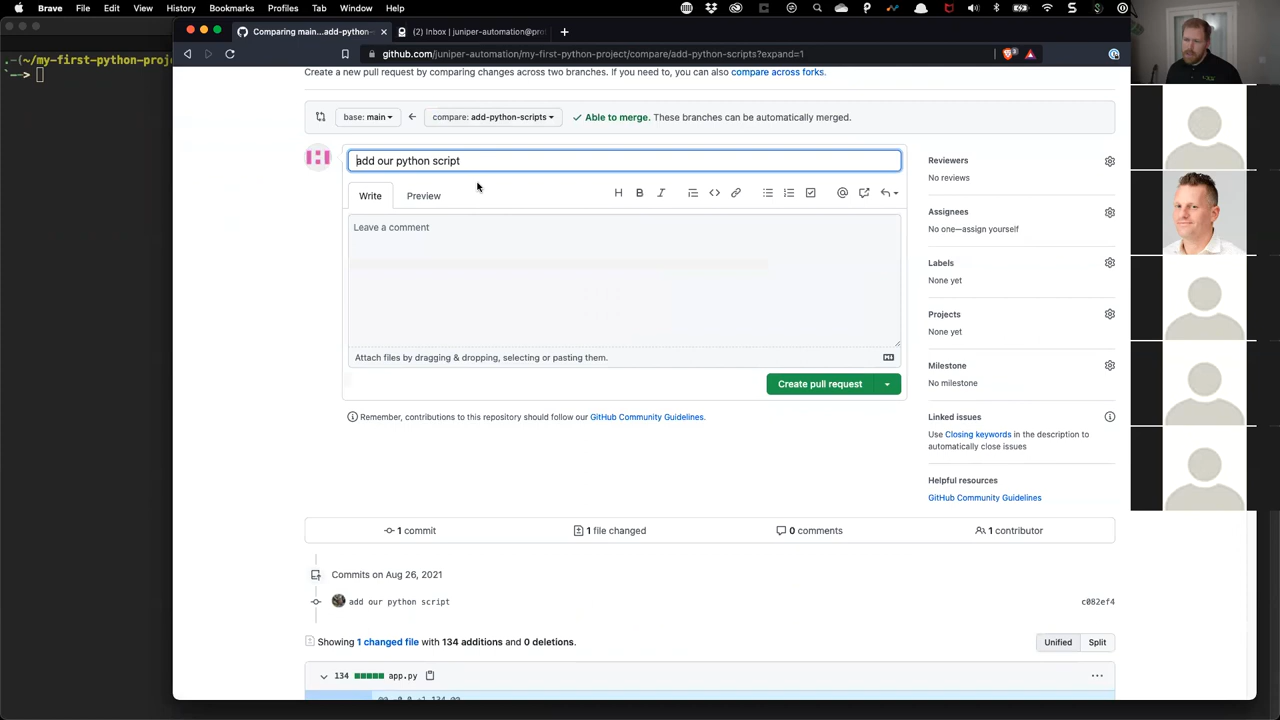 Brave File Edit View History Bookmarks Profiles Tab Window Help
.-(~/my-first-python-proje
'--> 
Comparing main...add-python-s
(2) Inbox | juniper-automation@pro
github.com/juniper-automation/my-first-python-project/compare/add-python-scripts?expand=1
Create a new pull request by comparing changes across two branches. If you need to, you can also compare across forks.
base: main
compare: add-python-scripts
Able to merge. These branches can be automatically merged.
add our python script
Write
Preview
Leave a comment
Attach files by dragging & dropping, selecting or pasting them.
Create pull request
Remember, contributions to this repository should follow our GitHub Community Guidelines.
Reviewers
No reviews
Assignees
No one—assign yourself
Labels
None yet
Projects
None yet
Milestone
No milestone
Linked issues
Use Closing keywords in the description to
automatically close issues
Helpful resources
GitHub Community Guidelines
1 commit
1 file changed
0 comments
1 contributor
Commits on Aug 26, 2021
add our python script
c082ef4
Showing 1 changed file with 134 additions and 0 deletions.
Unified
Split
134
app.py